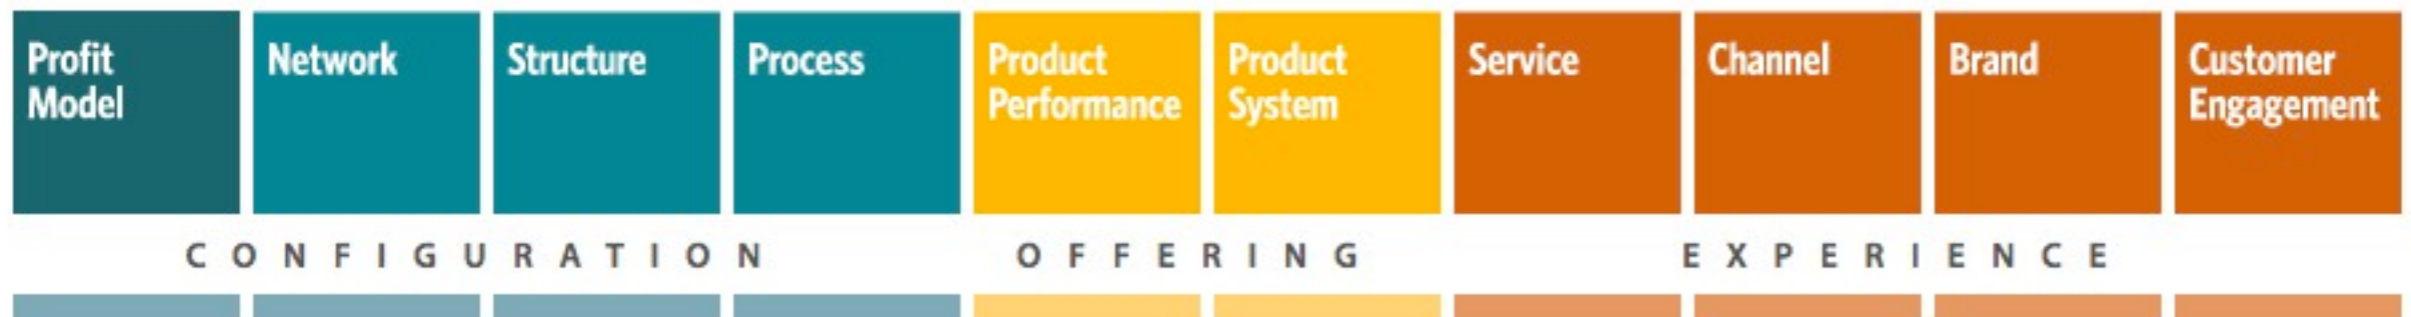 Profit
Model
Network
Structure
Process
Product
Performance
Product
System
Service
Channel
Brand
Customer
Engagement
CONFIGURATION
OFFERING
EXPERIENCE